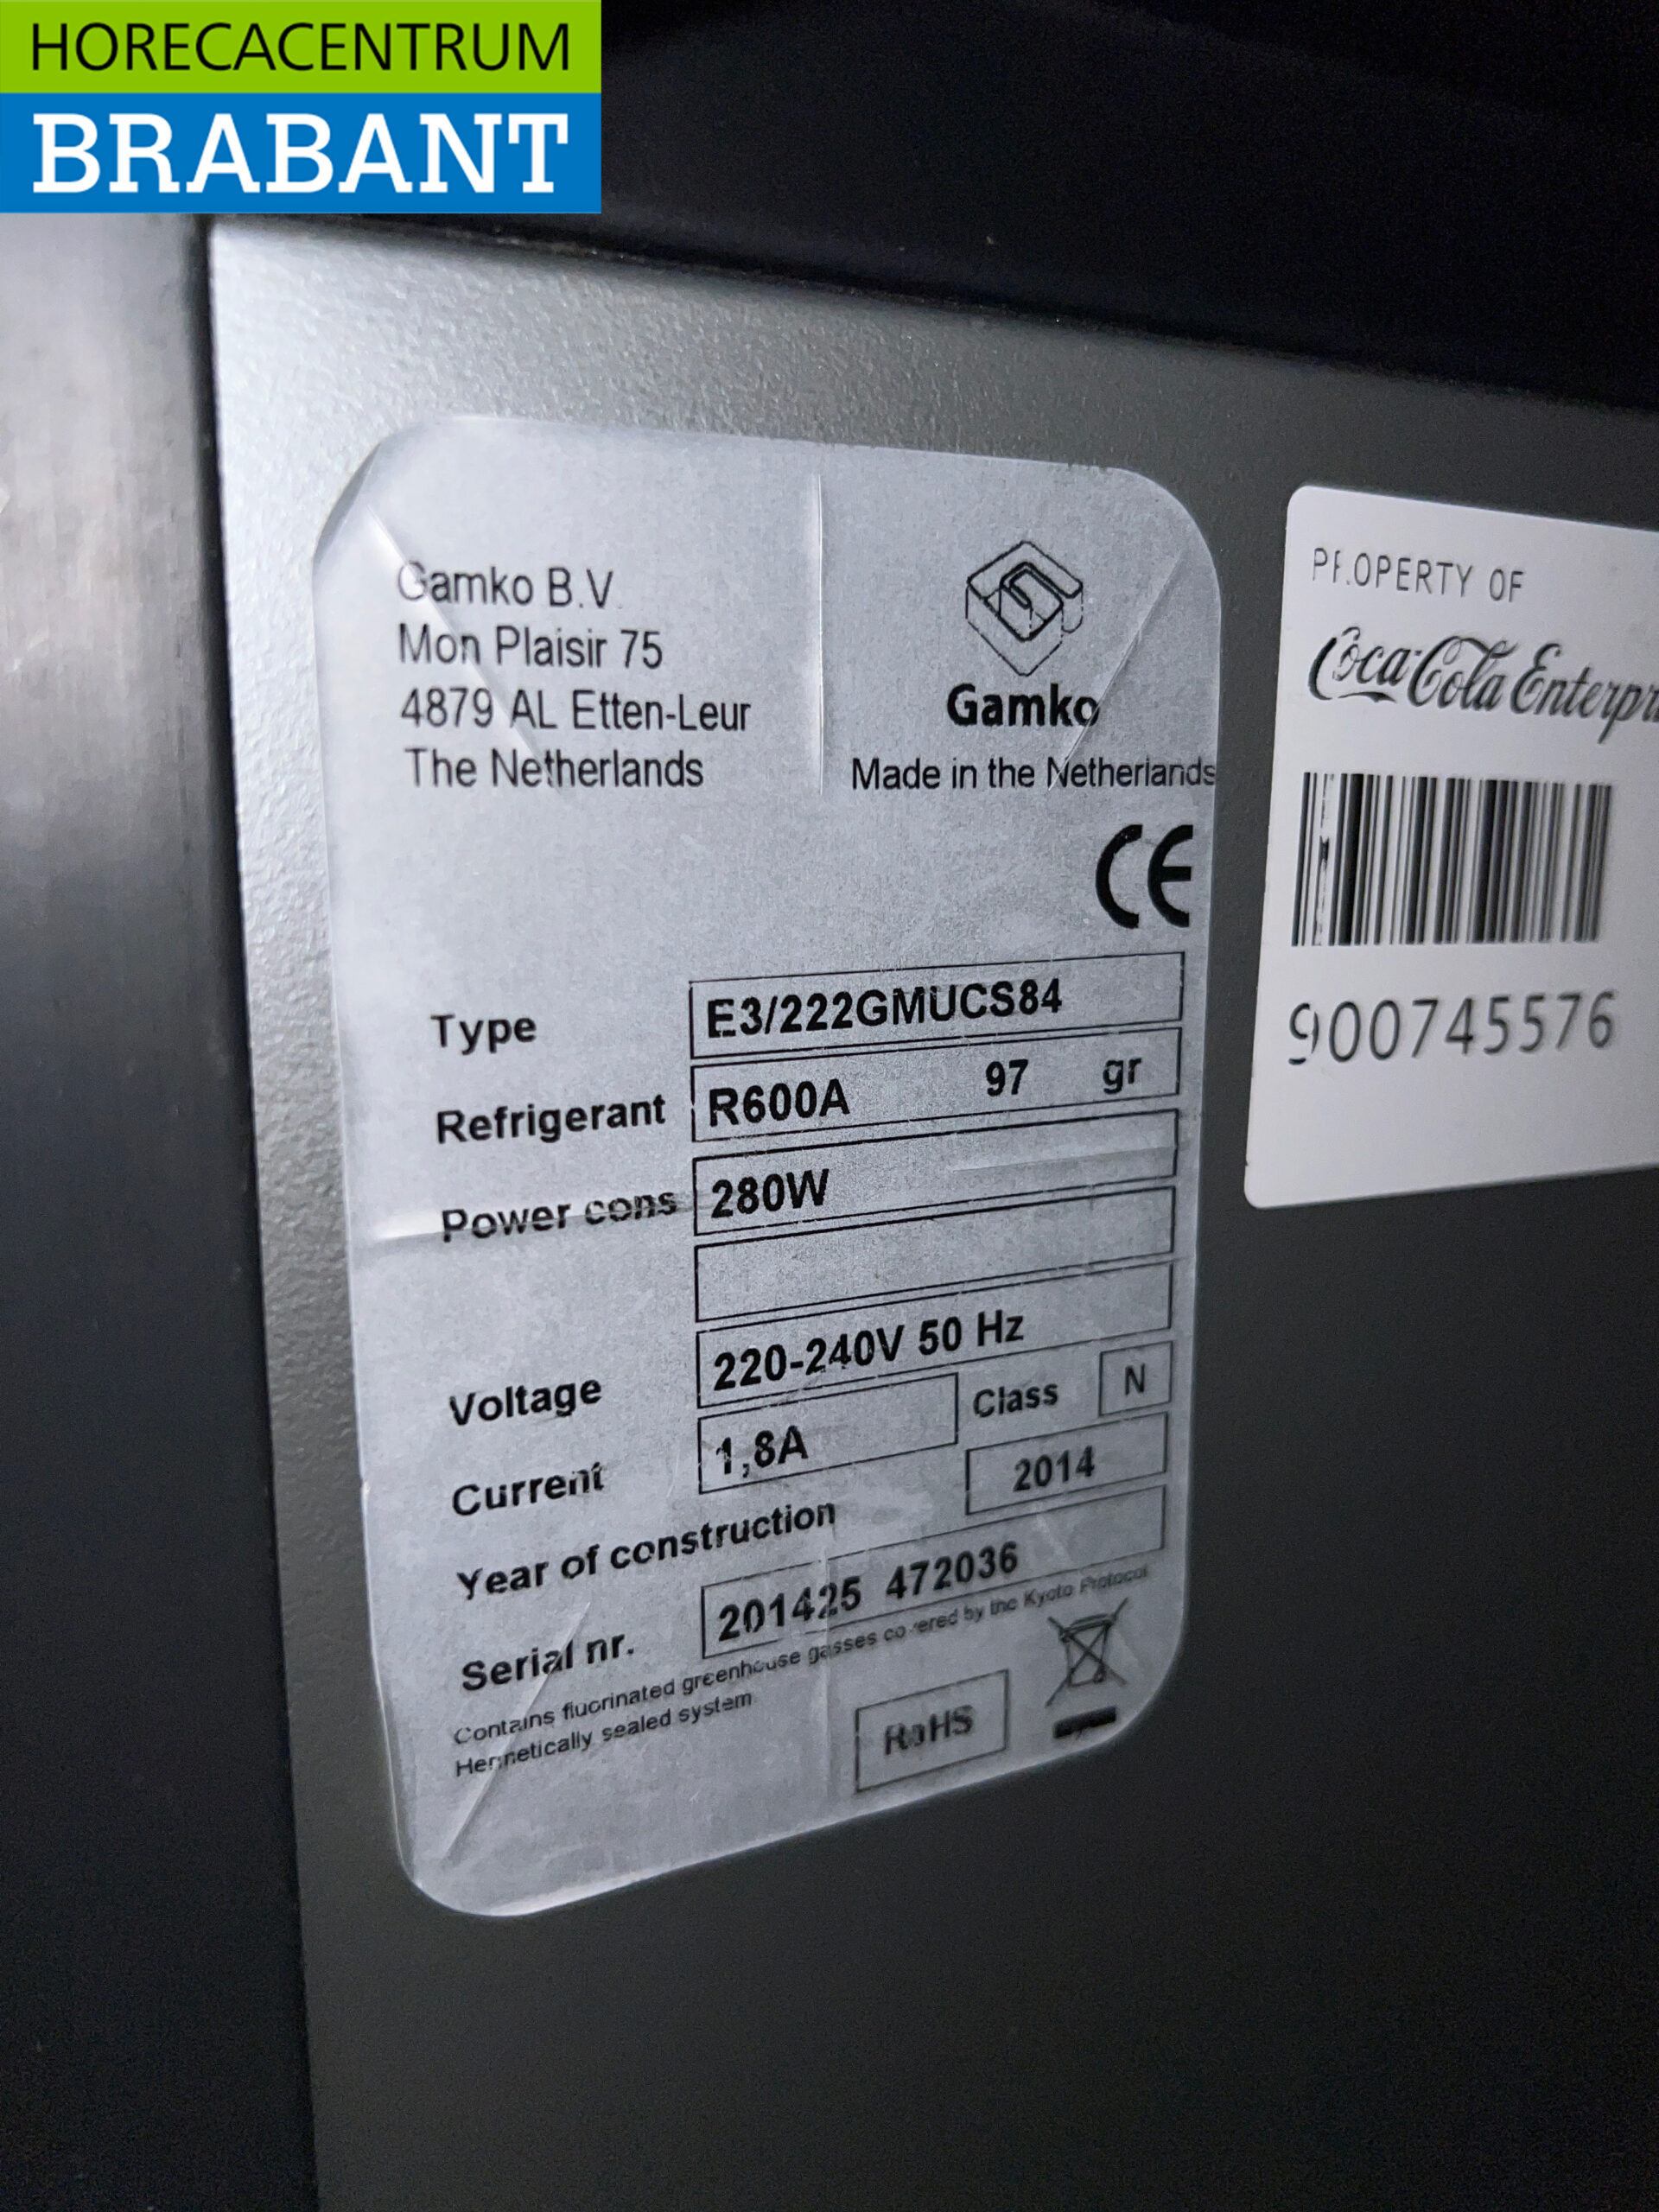 HORECACENTRUM
BRABANT
Gamko B.V.
Mon Plaisir 75
4879 AL Etten-Leur
The Netherlands
Gamko
Made in the Netherlands
CE
Type E3/222GMUCS84
Refrigerant R600A 97 gr
Power cons 280W
Voltage 220-240V 50 Hz
Current 1,8A Class N
Year of construction 2014
Serial nr. 201425 472036
Contains fluorinated greenhouse gasses covered by the Kyoto Protocol
Hermetically sealed system
RoHS
PROPERTY OF
Coca-Cola
900745576